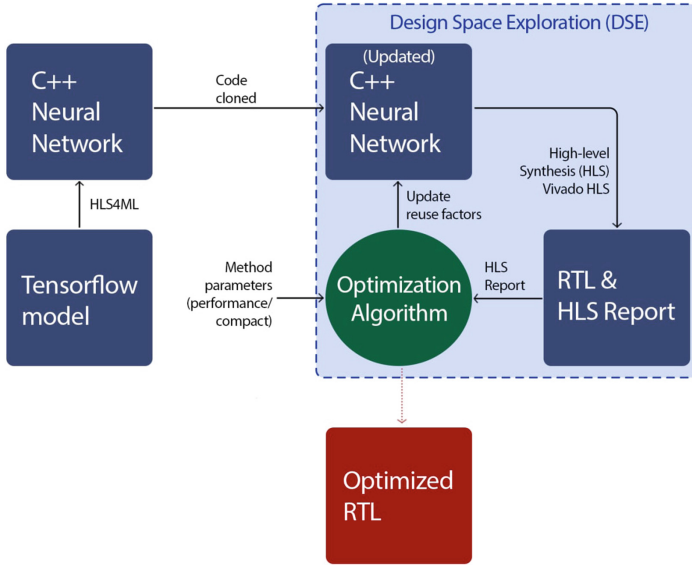 Design Space Exploration (DSE)
C++
Neural
Network
Code
cloned
(Updated)
C++
Neural
Network
High-level
Synthesis (HLS)
Vivado HLS
HLS4ML
Update
reuse factors
Tensorflow
model
Method
parameters
(performance/
compact)
Optimization
Algorithm
HLS
Report
RTL &
HLS Report
Optimized
RTL